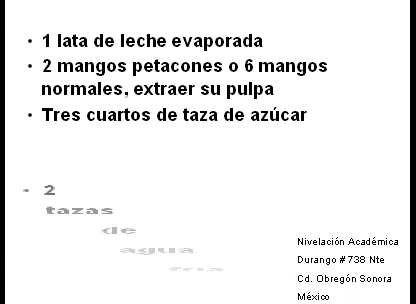 • 1 lata de leche evaporada
• 2 mangos petacones o 6 mangos
normales, extraer su pulpa
• Tres cuartos de taza de azúcar
• 2
tazas
de
agua
fria
Nivelación Académica
Durango # 738 Nte
Cd. Obregón Sonora
México